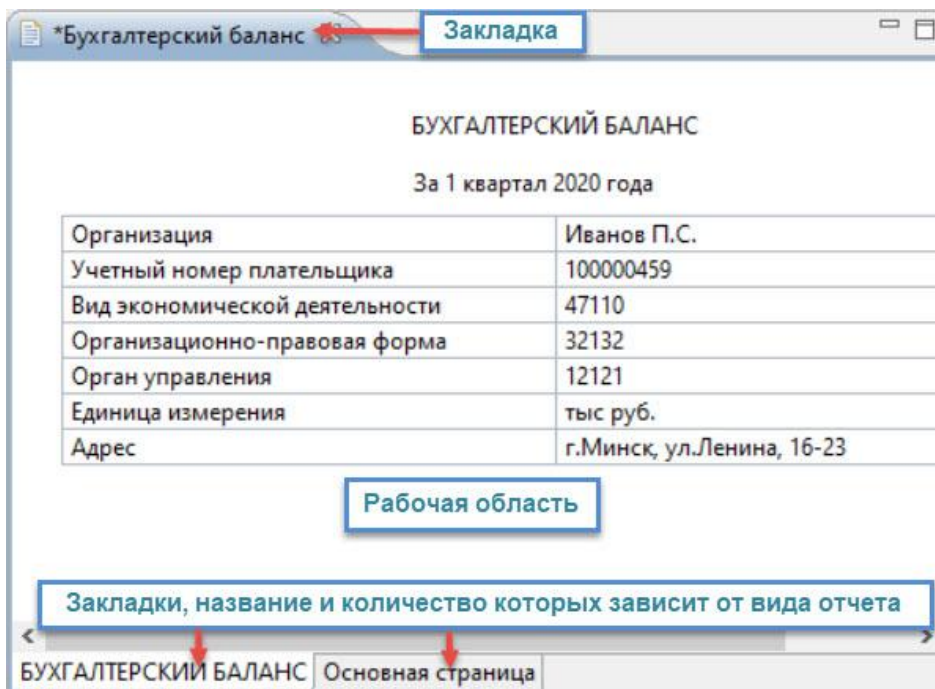 *Бухгалтерский баланс
Закладка
БУХГАЛТЕРСКИЙ БАЛАНС
За 1 квартал 2020 года
Организация Иванов П.С.
Учетный номер плательщика 100000459
Вид экономической деятельности 47110
Организационно-правовая форма 32132
Орган управления 12121
Единица измерения тыс руб.
Адрес г.Минск, ул.Ленина, 16-23
Рабочая область
Закладки, название и количество которых зависит от вида отчета
БУХГАЛТЕРСКИЙ БАЛАНС Основная страница